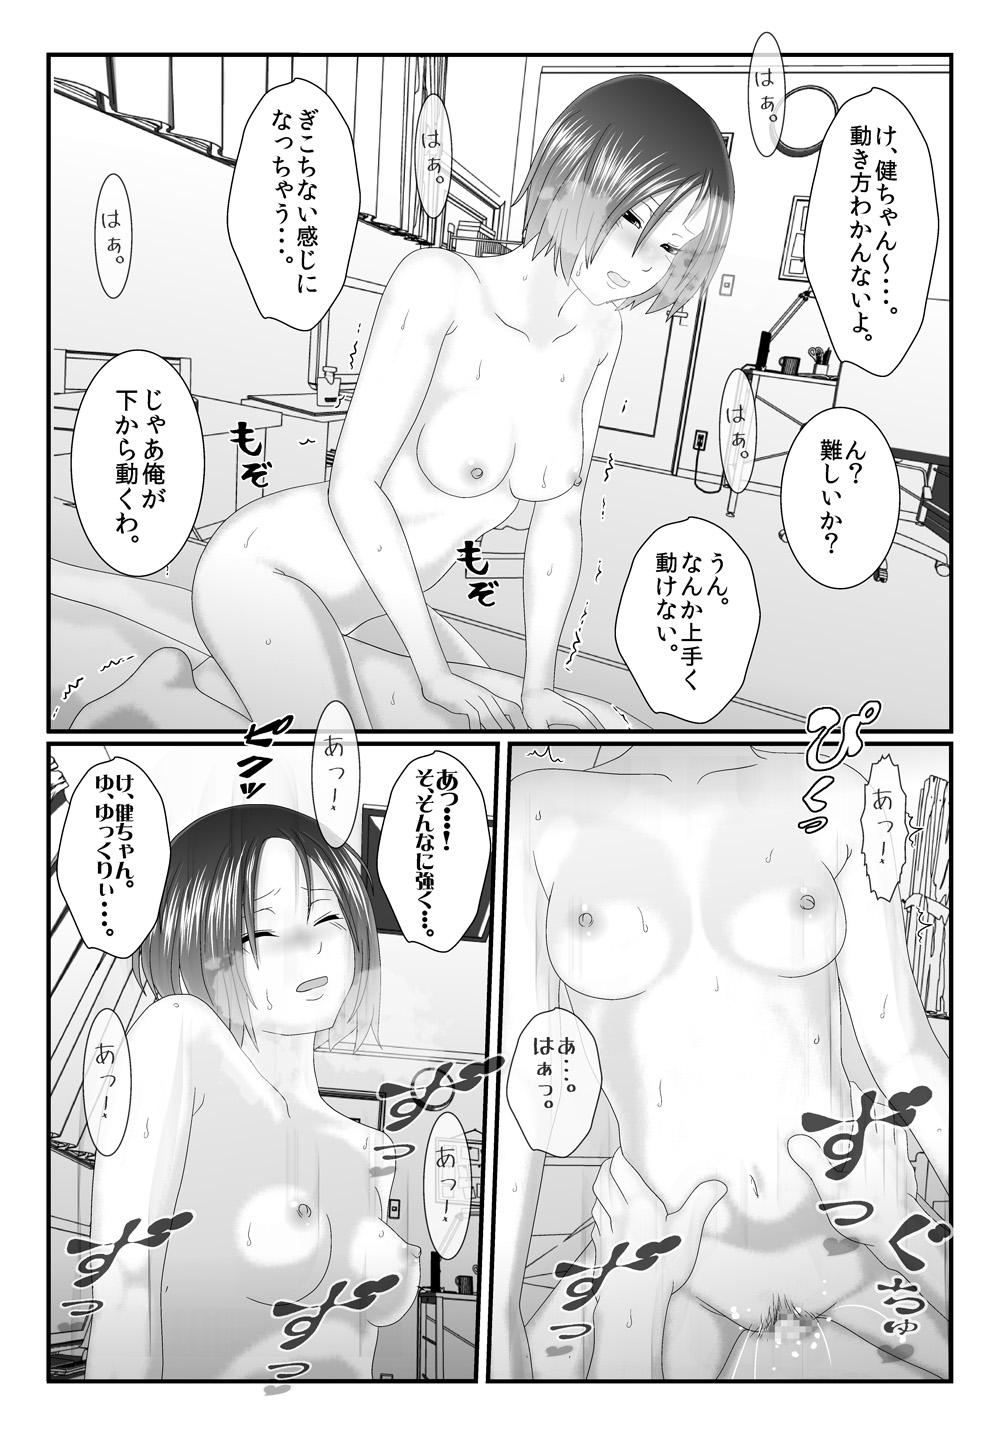 け、健ちゃん～・・・。
動き方わかんないよ。
はぁ。
ん？
難しいか？
はぁ。
うん。
なんか上手く
動けない。
はぁ。
ぎこちない感じに
なっちゃう・・・。
はぁ。
じゃあ俺が
下から動くわ。
もぞ
もぞ
ぴくっ
あっー
あ・・・。
はぁっ。
ずっ
ずっ
ぐちゅ
ピクッ
あっ・・・！
そ、そんなに強く・・・。
あっー
け、健ちゃん。
ゆ、ゆっくりぃ・・・。
あっー
あっー
ずっ
ずっ
ずっ